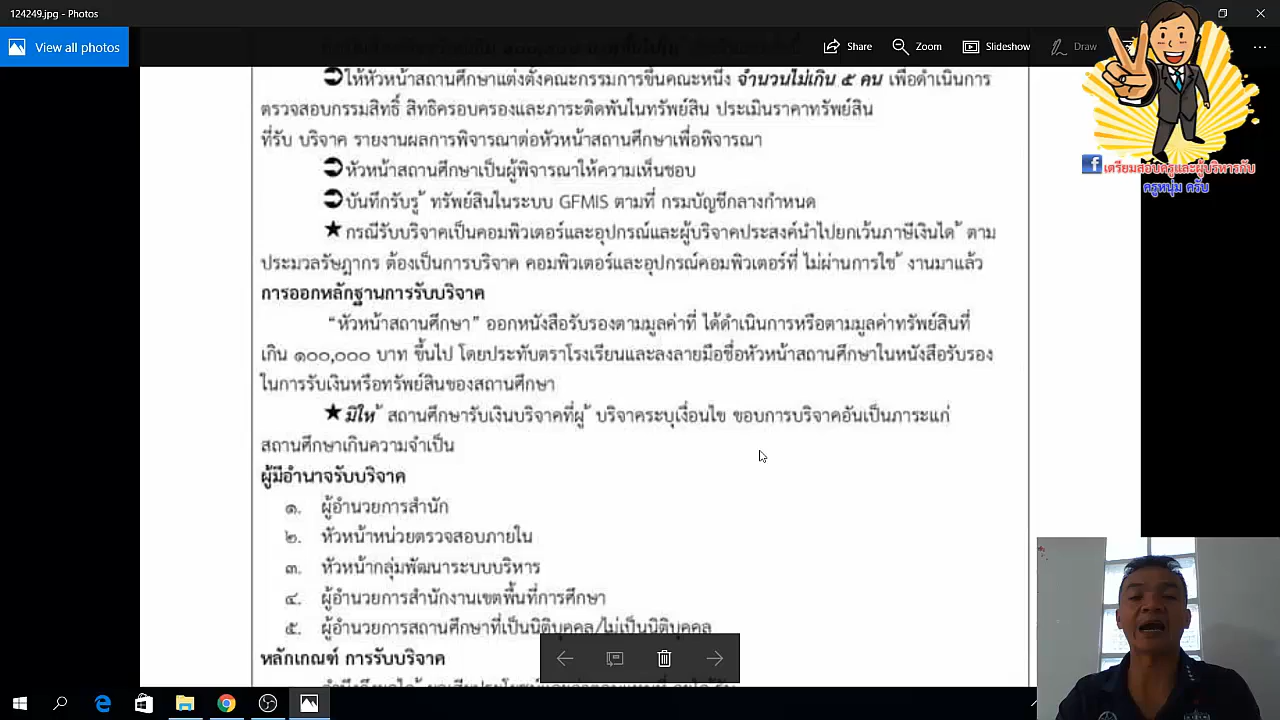 124249.jpg - Photos
View all photos
Share
Zoom
Slideshow
Draw
➲ให้หัวหน้าสถานศึกษาแต่งตั้งคณะกรรมการขึ้นคณะหนึ่ง จำนวนไม่เกิน ๕ คน เพื่อดำเนินการ
ตรวจสอบกรรมสิทธิ์ สิทธิครอบครองและภาระติดพันในทรัพย์สิน ประเมินราคาทรัพย์สิน
ที่รับ บริจาค รายงานผลการพิจารณาต่อหัวหน้าสถานศึกษาเพื่อพิจารณา
➲หัวหน้าสถานศึกษาเป็นผู้พิจารณาให้ความเห็นชอบ
➲บันทึกรับรู้ ทรัพย์สินในระบบ GFMIS ตามที่ กรมบัญชีกลางกำหนด
★กรณีรับบริจาคเป็นคอมพิวเตอร์และอุปกรณ์และผู้บริจาคประสงค์นำไปยกเว้นภาษีเงินได้ ตาม
ประมวลรัษฎากร ต้องเป็นการบริจาค คอมพิวเตอร์และอุปกรณ์คอมพิวเตอร์ที่ ไม่ผ่านการใช้ งานมาแล้ว
การออกหลักฐานการรับบริจาค
“หัวหน้าสถานศึกษา” ออกหนังสือรับรองตามมูลค่าที่ ได้ดำเนินการหรือตามมูลค่าทรัพย์สินที่
เกิน ๑๐๐,๐๐๐ บาท ขึ้นไป โดยประทับตราโรงเรียนและลงลายมือชื่อหัวหน้าสถานศึกษาในหนังสือรับรอง
ในการรับเงินหรือทรัพย์สินของสถานศึกษา
★มิให้ สถานศึกษารับเงินบริจาคที่ผู้ บริจาคระบุเงื่อนไข ขอบการบริจาคอันเป็นภาระแก่
สถานศึกษาเกินความจำเป็น
ผู้มีอำนาจรับบริจาค
๑. ผู้อำนวยการสำนัก
๒. หัวหน้าหน่วยตรวจสอบภายใน
๓. หัวหน้ากลุ่มพัฒนาระบบบริหาร
๔. ผู้อำนวยการสำนักงานเขตพื้นที่การศึกษา
๕. ผู้อำนวยการสถานศึกษาที่เป็นนิติบุคคล/ไม่เป็นนิติบุคคล
หลักเกณฑ์ การรับบริจาค
เตรียมสอบครูและผู้บริหารกับ
ครูหนุ่ม ครับ